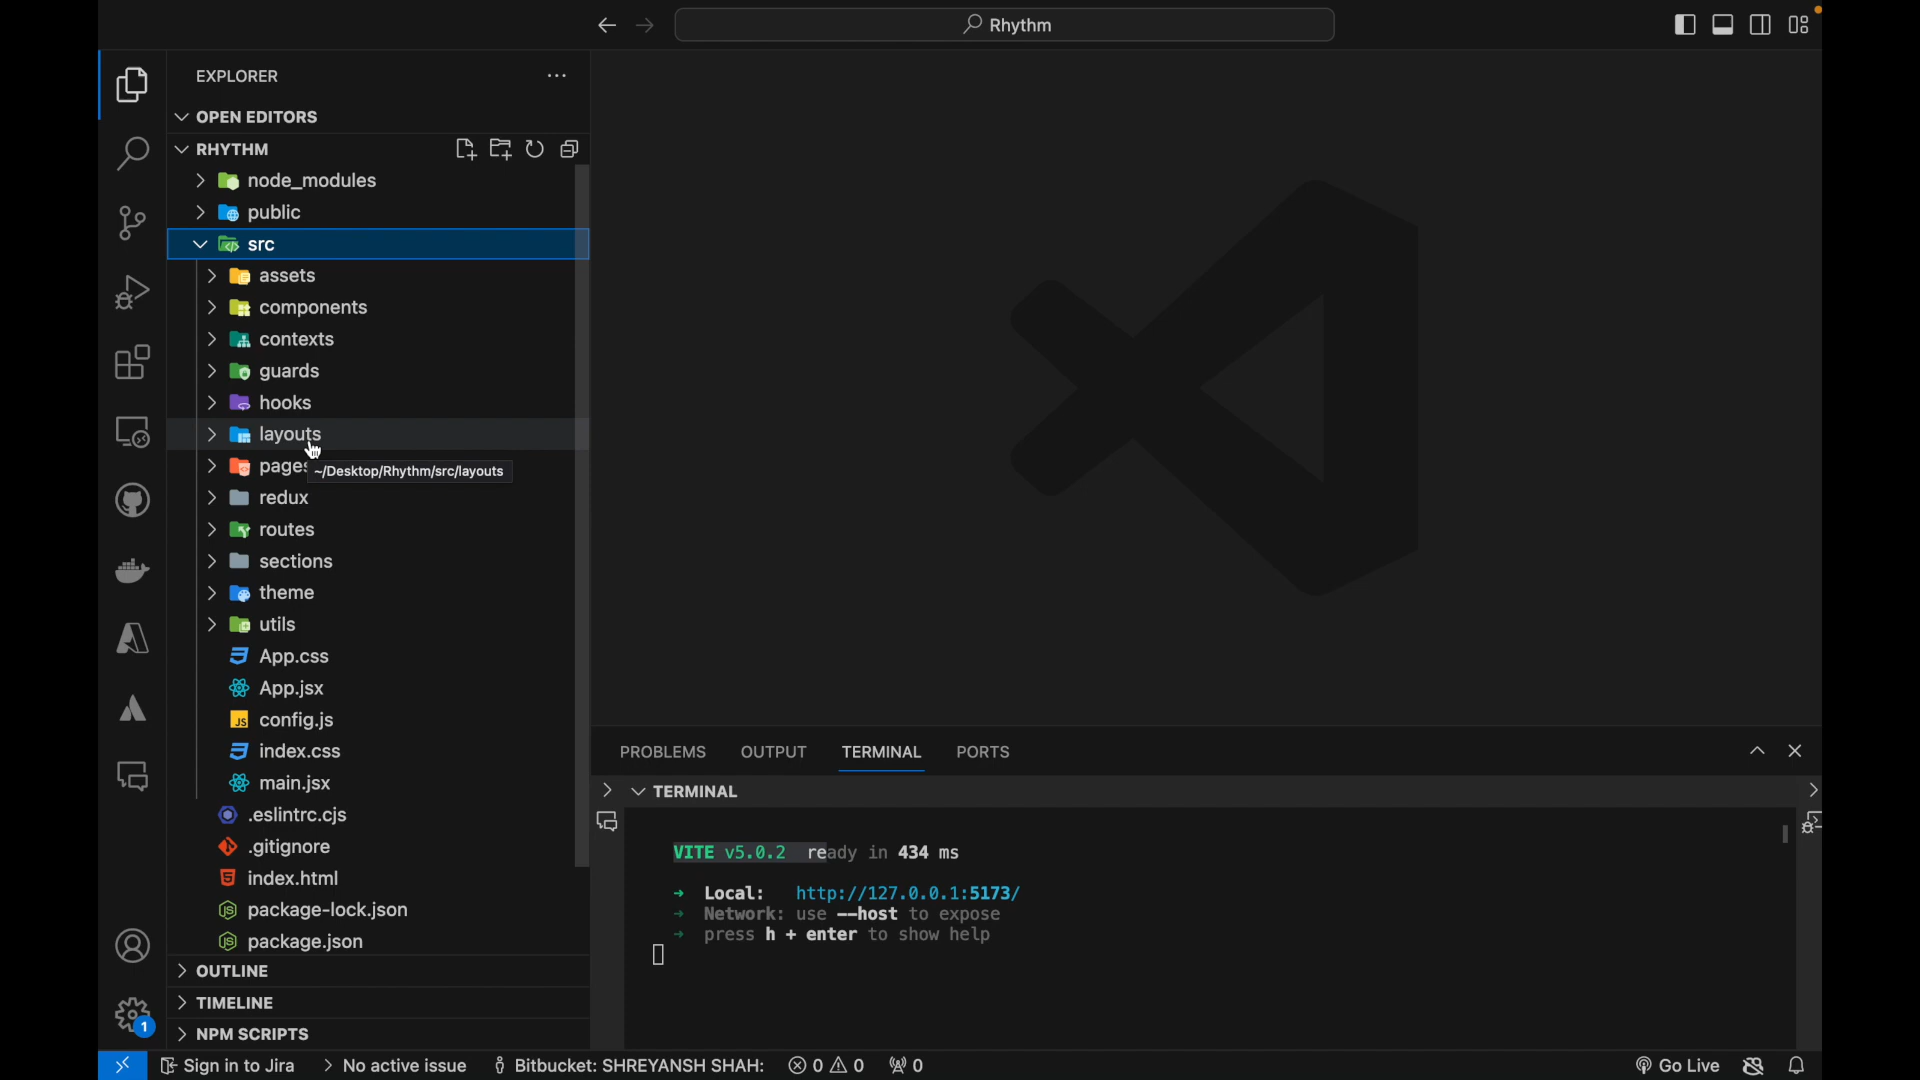 Rhythm
EXPLORER
OPEN EDITORS
RHYTHM
node_modules
public
src
assets
components
contexts
guards
hooks
layouts
pages
~/Desktop/Rhythm/src/layouts
redux
routes
sections
theme
utils
App.css
App.jsx
config.js
index.css
main.jsx
.eslintrc.cjs
.gitignore
index.html
package-lock.json
package.json
OUTLINE
TIMELINE
NPM SCRIPTS
PROBLEMS OUTPUT TERMINAL PORTS
TERMINAL
VITE v5.0.2 ready in 434 ms
➜ Local: http://127.0.0.1:5173/
➜ Network: use --host to expose
➜ press h + enter to show help
1
Sign in to Jira No active issue Bitbucket: SHREYANSH SHAH: 0 0 0 Go Live